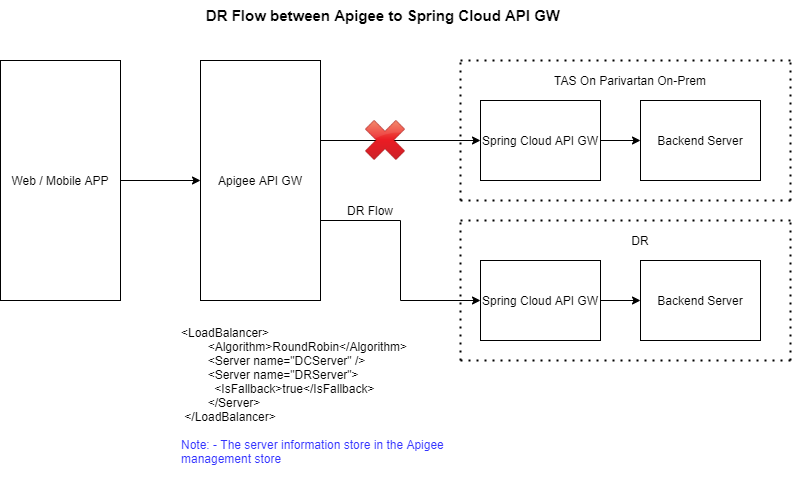 DR Flow between Apigee to Spring Cloud API GW
TAS On Parivartan On-Prem
Web / Mobile APP
Apigee API GW
Spring Cloud API GW
Backend Server
DR Flow
DR
Spring Cloud API GW
Backend Server
<LoadBalancer>
<Algorithm>RoundRobin</Algorithm>
<Server name="DCServer" />
<Server name="DRServer">
<IsFallback>true</IsFallback>
</Server>
</LoadBalancer>
Note: - The server information store in the Apigee
management store